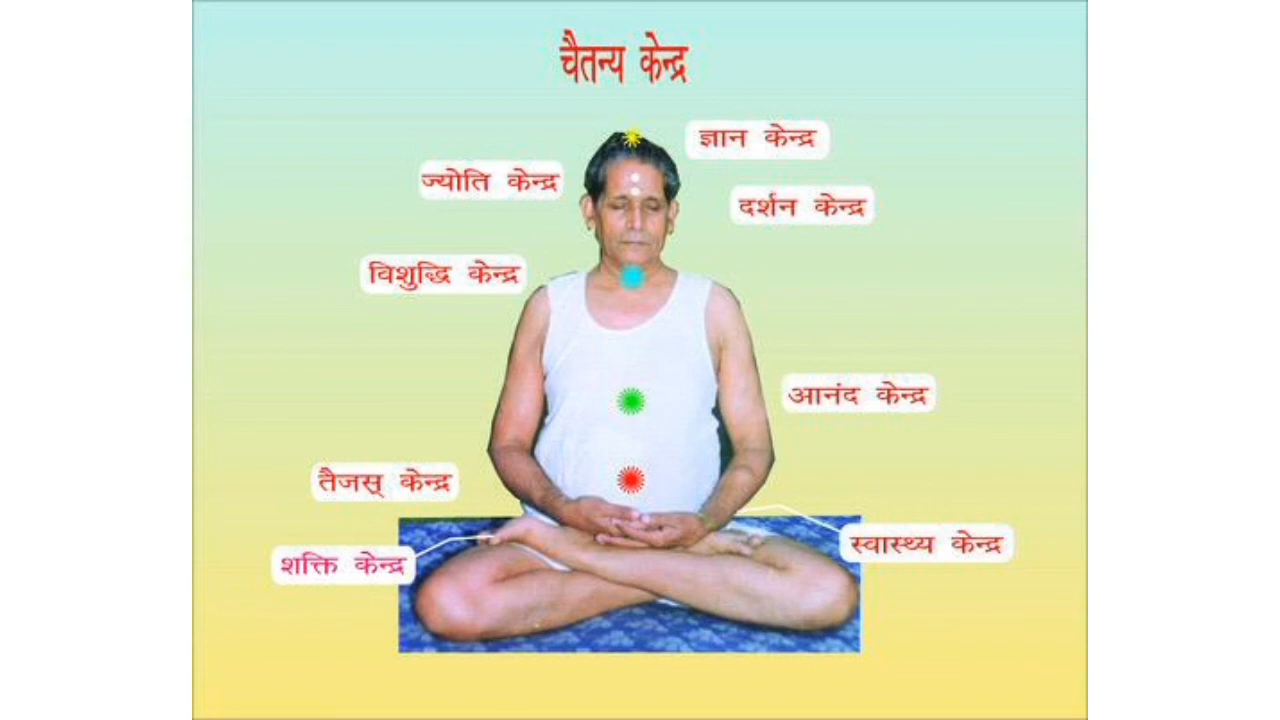 चैतन्य केन्द्र
ज्ञान केन्द्र
ज्योति केन्द्र
दर्शन केन्द्र
विशुद्धि केन्द्र
आनंद केन्द्र
तैजस् केन्द्र
स्वास्थ्य केन्द्र
शक्ति केन्द्र